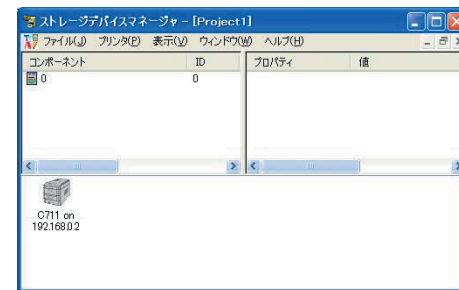 ストレージデバイスマネージャ - [Project1]
ファイル(J) プリンタ(P) 表示(V) ウィンドウ(W) ヘルプ(H)
コンポーネント ID プロパティ 値
0 0
C711 on
192.168.0.2